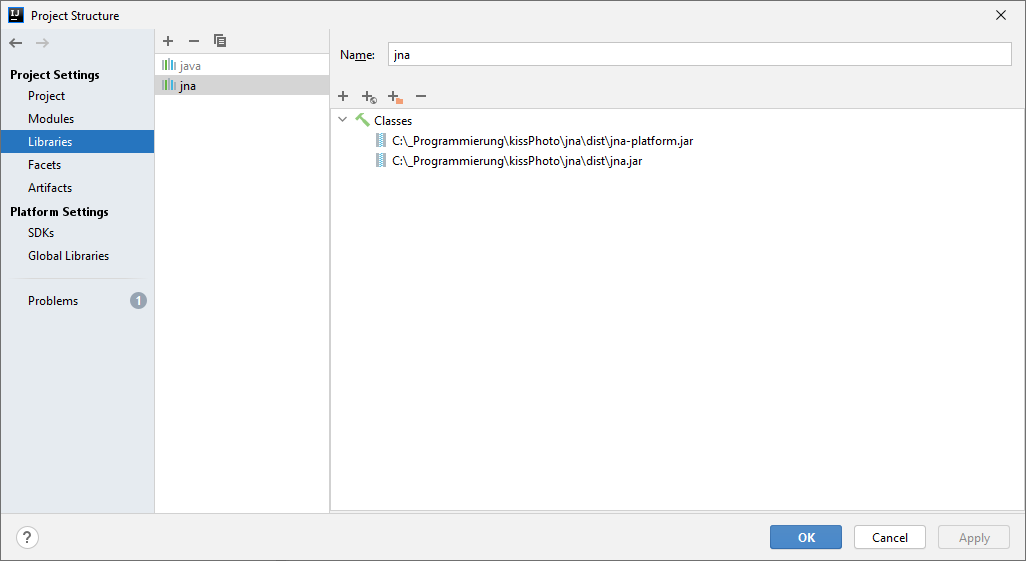 IJ Project Structure
Project Settings
Project
Modules
Libraries
Facets
Artifacts
Platform Settings
SDKs
Global Libraries
Problems 1
java
jna
Name: jna
Classes
C:\_Programmierung\kissPhoto\jna\dist\jna-platform.jar
C:\_Programmierung\kissPhoto\jna\dist\jna.jar
? OK Cancel Apply